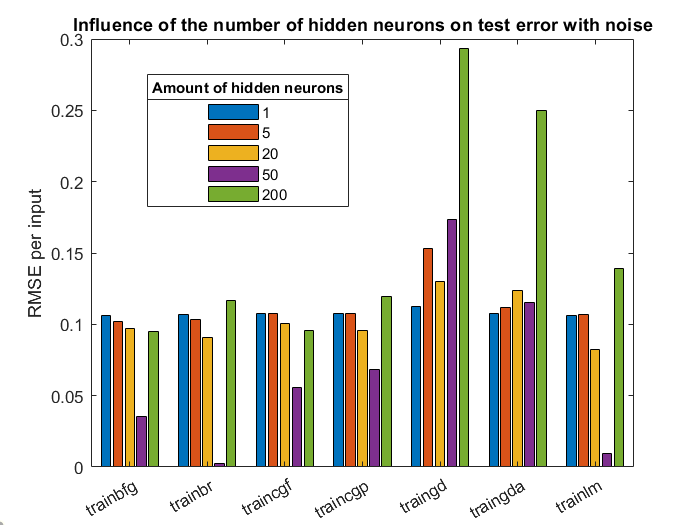 Influence of the number of hidden neurons on test error with noise
RMSE per input
0.3
0.25
0.2
0.15
0.1
0.05
0
Amount of hidden neurons
1
5
20
50
200
trainbfg
trainbr
traincgf
traincgp
traingd
traingda
trainlm